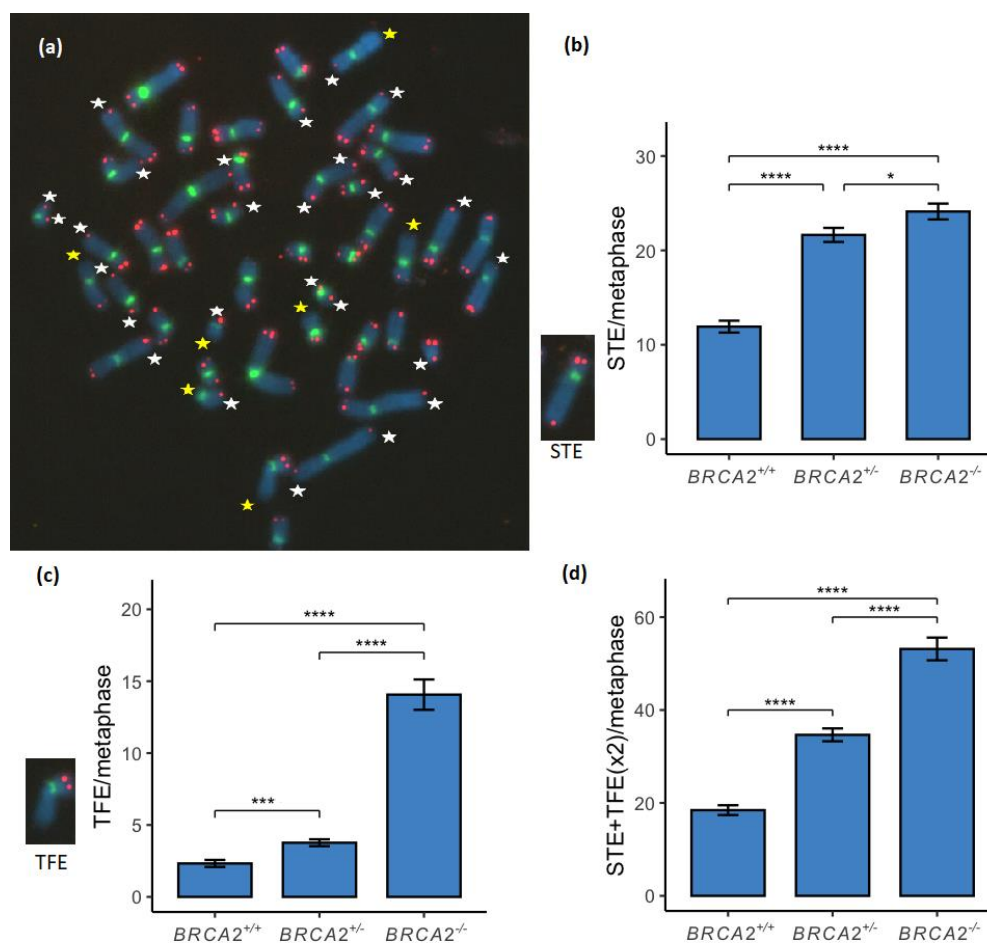 (a)
(b)
STE/metaphase
30
20
10
0
****
****
*
BRCA2+/+
BRCA2+/-
BRCA2-/-
STE
(c)
TFE/metaphase
20
15
10
5
0
****
****
***
BRCA2+/+
BRCA2+/-
BRCA2-/-
TFE
(d)
STE+TFE(x2)/metaphase
60
40
20
0
****
****
****
BRCA2+/+
BRCA2+/-
BRCA2-/-